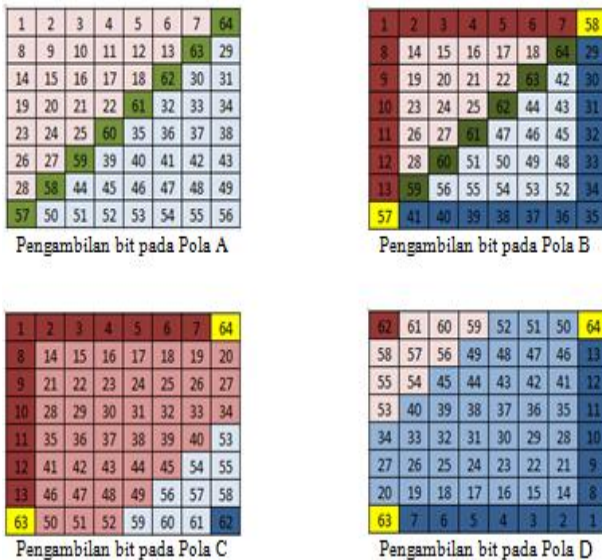 1 2 3 4 5 6 7 64
8 9 10 11 12 13 63 29
14 15 16 17 18 62 30 31
19 20 21 22 61 32 33 34
23 24 25 60 35 36 37 38
26 27 59 39 40 41 42 43
28 58 44 45 46 47 48 49
57 50 51 52 53 54 55 56
Pengambilan bit pada Pola A
1 2 3 4 5 6 7 58
8 14 15 16 17 18 64 29
9 19 20 21 22 63 42 30
10 23 24 25 62 44 43 31
11 26 27 61 47 46 45 32
12 28 60 51 50 49 48 33
13 59 56 55 54 53 52 34
57 41 40 39 38 37 36 35
Pengambilan bit pada Pola B
1 2 3 4 5 6 7 64
8 14 15 16 17 18 19 20
9 21 22 23 24 25 26 27
10 28 29 30 31 32 33 34
11 35 36 37 38 39 40 53
12 41 42 43 44 45 54 55
13 46 47 48 49 56 57 58
63 50 51 52 59 60 61 62
Pengambilan bit pada Pola C
62 61 60 59 52 51 50 64
58 57 56 49 48 47 46 13
55 54 45 44 43 42 41 12
53 40 39 38 37 36 35 11
34 33 32 31 30 29 28 10
27 26 25 24 23 22 21 9
20 19 18 17 16 15 14 8
63 7 6 5 4 3 2 1
Pengambilan bit pada Pola D